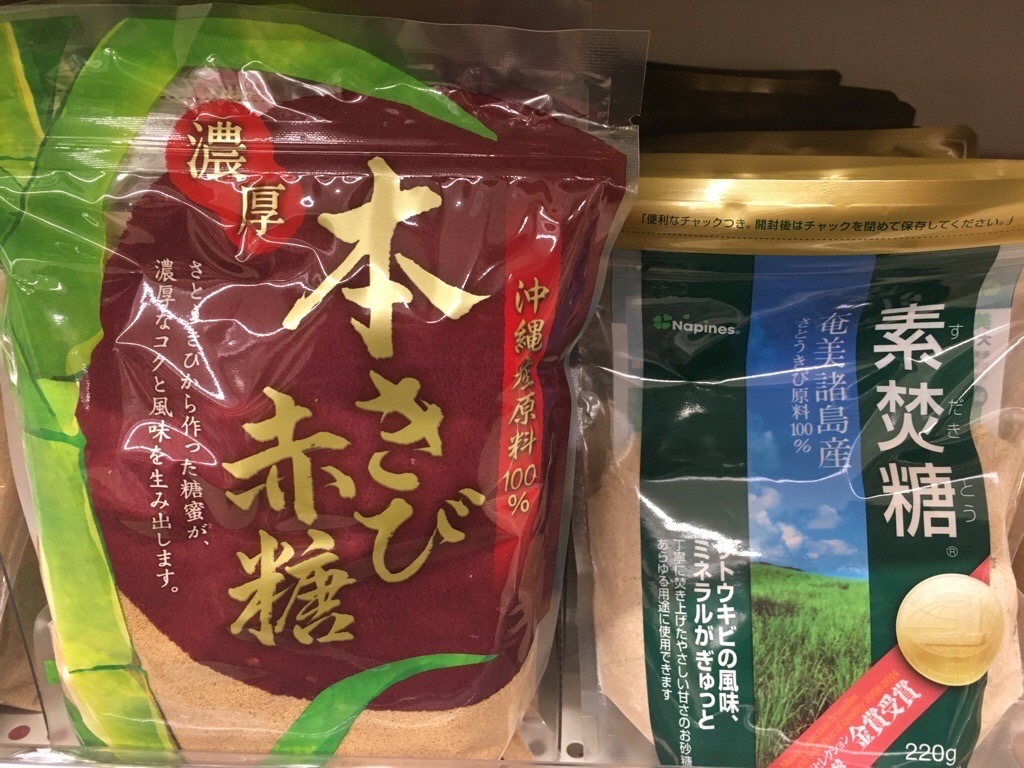 濃厚
本きび
赤糖
沖縄産原料100%
さとうきびから作った糖蜜が、
濃厚なコクと風味を生み出します。
「便利なチャックつき。開封後はチャックを閉めて保存してください。」
Napines®
素焚糖®
すだきとう
奄美諸島産
さとうきび原料100%
サトウキビの風味、
ミネラルがぎゅっと
丁寧に焚き上げたやさしい甘さのお砂糖
あらゆる用途に使用できます
セレクション
金賞受賞
220g